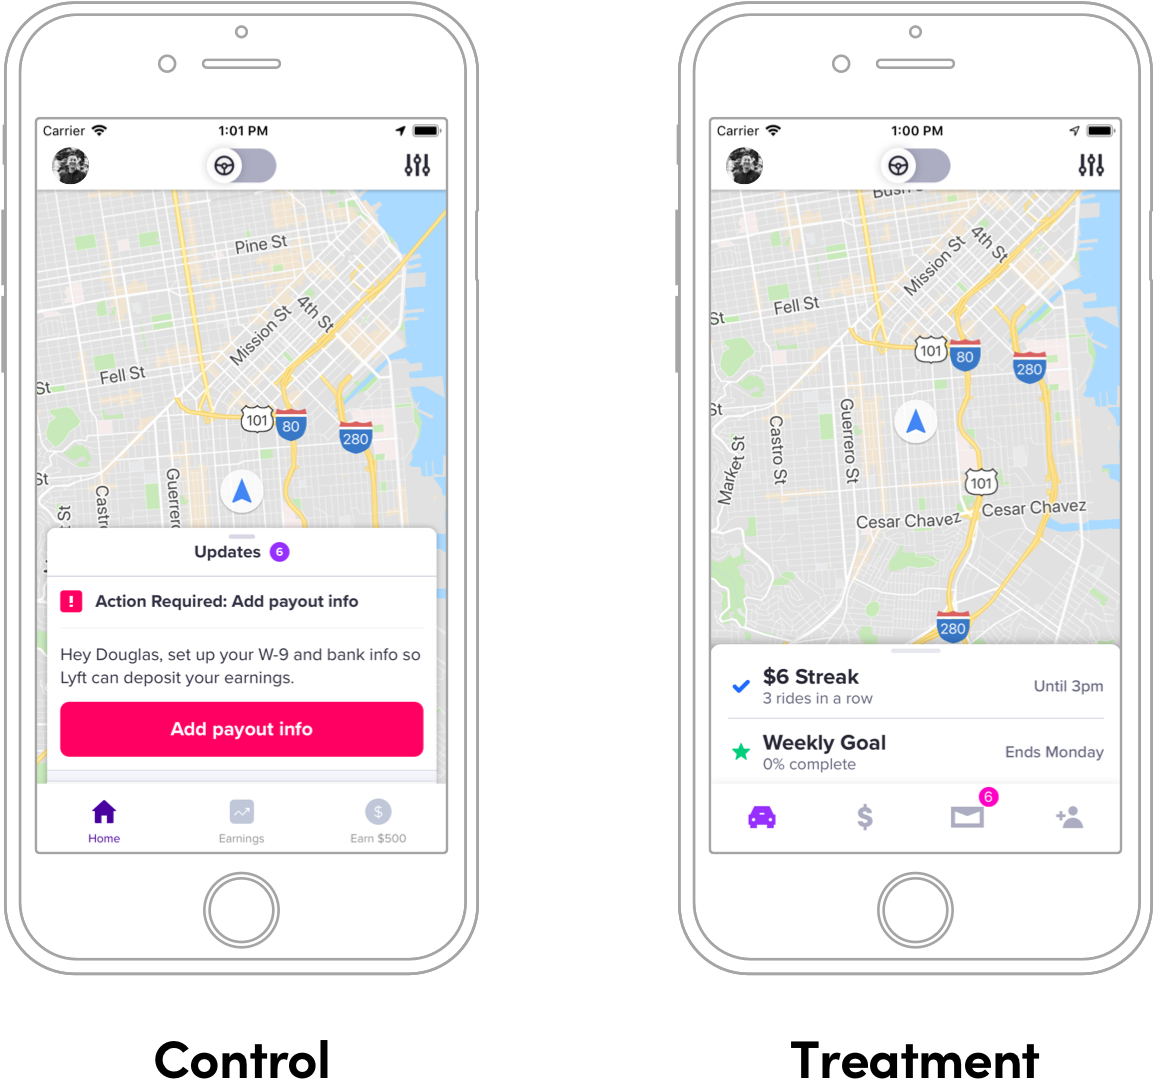 Carrier 1:01 PM
Pine St
4th St
Mission St
Fell St
St
101
80
280
St
Castro
Guerrero
St
Updates 6
! Action Required: Add payout info
Hey Douglas, set up your W-9 and bank info so
Lyft can deposit your earnings.
Add payout info
Home
Earnings
$
Earn $500
Control
Carrier 1:00 PM
Bush St
4th St
Mission St
Fell St
St
101
80
280
St
Market St
Castro St
Guerrero St
101
Cesar Chavez
Cesar Chavez
280
$6 Streak
Until 3pm
3 rides in a row
Weekly Goal
Ends Monday
0% complete
$
6
Treatment